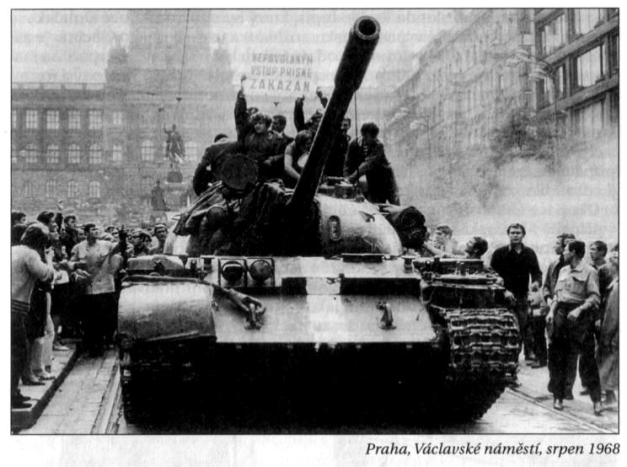 NEPOVOLANÝM
VSTUP PŘÍSNĚ
ZAKÁZÁN
Praha, Václavské náměstí, srpen 1968